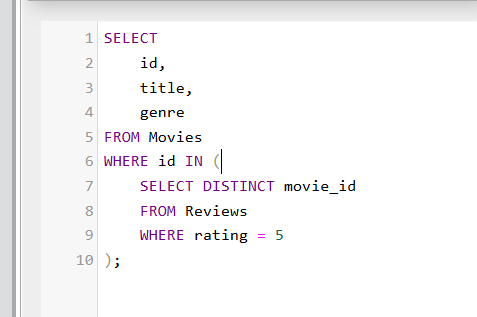 1 SELECT
2     id,
3     title,
4     genre
5 FROM Movies
6 WHERE id IN (
7     SELECT DISTINCT movie_id
8     FROM Reviews
9     WHERE rating = 5
10 );